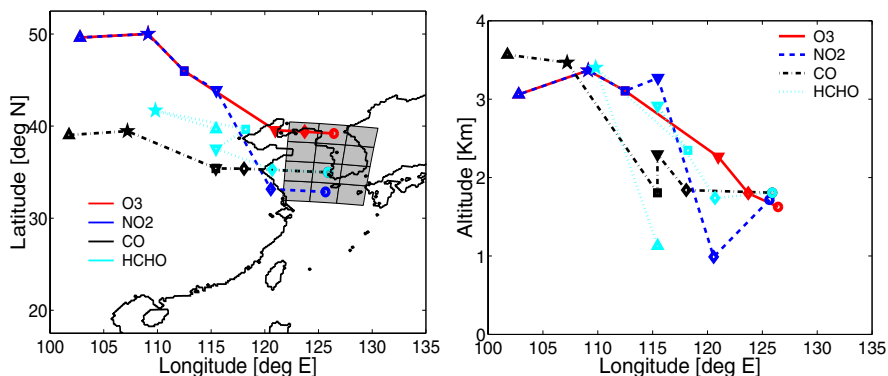 50
40
30
20
100 105 110 115 120 125 130 135
Longitude [deg E]
Latitude [deg N]
O3
NO2
CO
HCHO
4
3
2
1
0
100 105 110 115 120 125 130 135
Longitude [deg E]
Altitude [Km]
O3
NO2
CO
HCHO